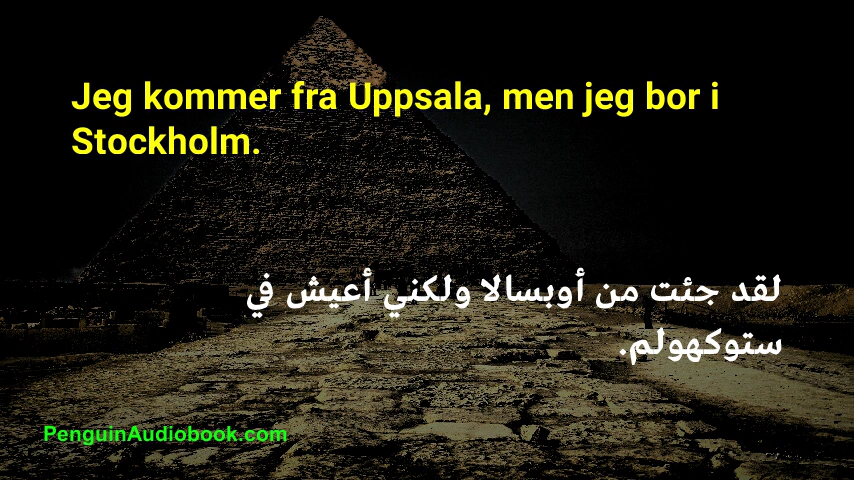 Jeg kommer fra Uppsala, men jeg bor i
Stockholm.
لقد جئت من أوبسالا ولكني أعيش في
ستوكهولم.
PenguinAudiobook.com